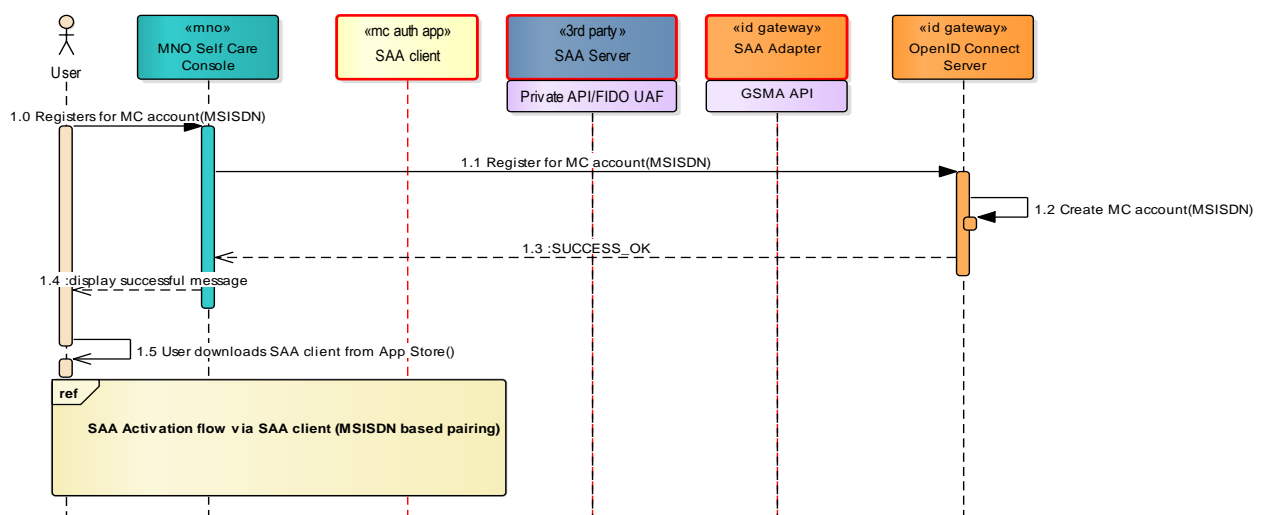 «mno»
MNO Self Care
Console
«mc auth app»
SAA client
«3rd party»
SAA Server
«id gateway»
SAA Adapter
«id gateway»
OpenID Connect
Server
User
Private API/FIDO UAF
GSMA API
1.0 Registers for MC account(MSISDN)
1.1 Register for MC account(MSISDN)
1.2 Create MC account(MSISDN)
1.3 :SUCCESS_OK
1.4 :display successful message
1.5 User downloads SAA client from App Store()
ref
SAA Activation flow via SAA client (MSISDN based pairing)